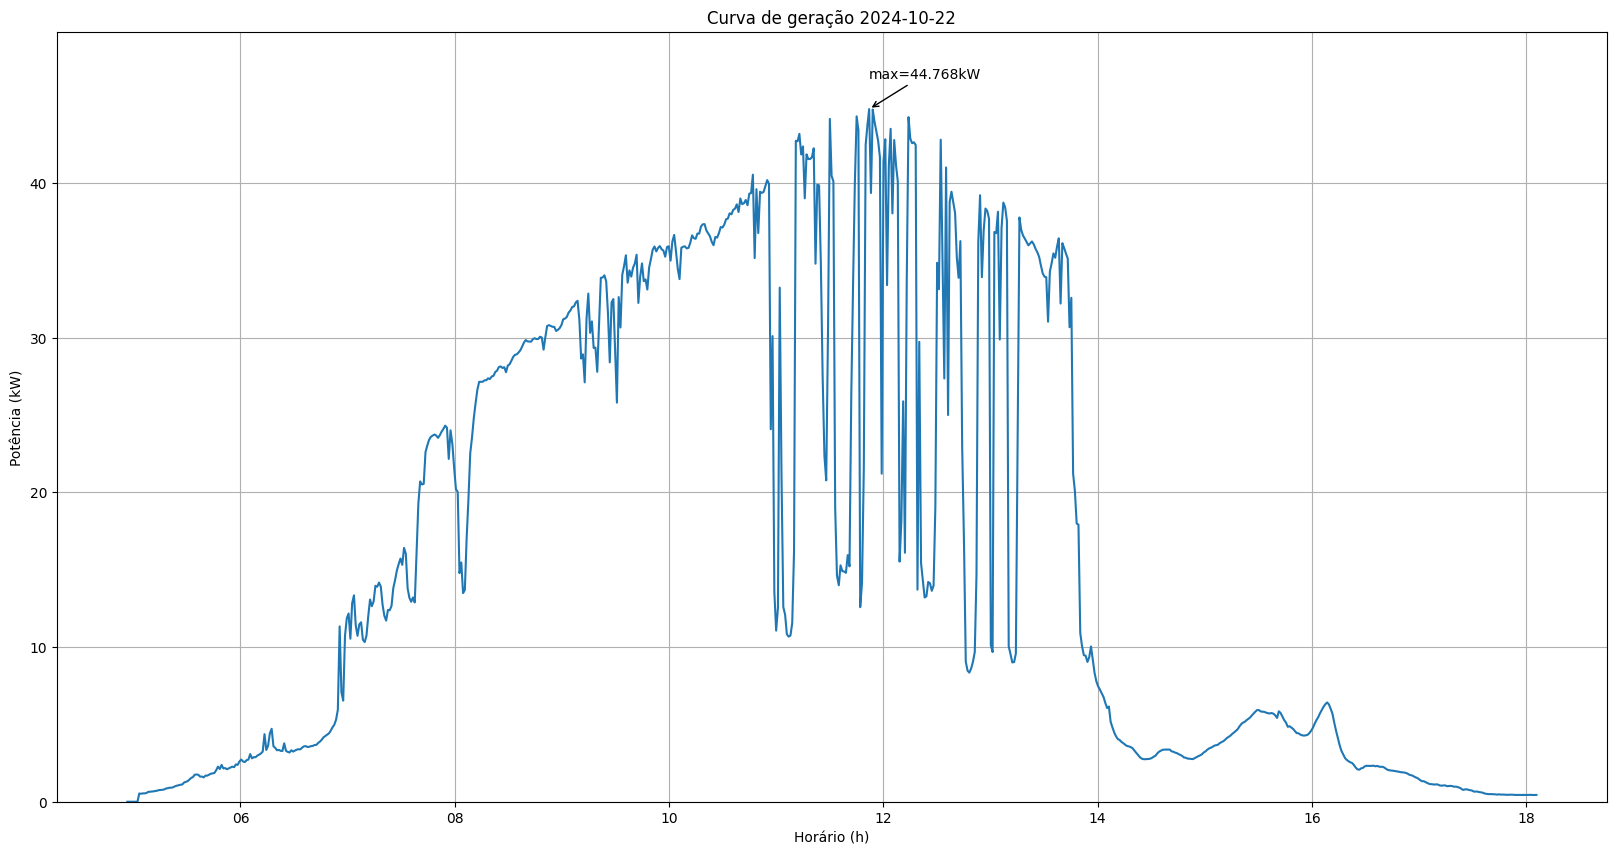 Curva de geração 2024-10-22
max=44.768kW
Potência (kW)
40
30
20
10
0
06 08 10 12 14 16 18
Horário (h)